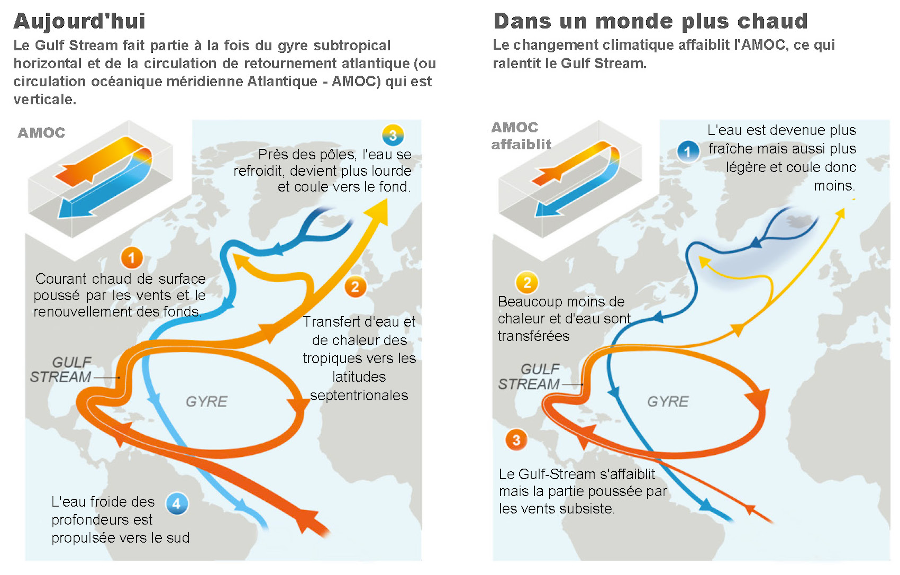 Aujourd'hui
Le Gulf Stream fait partie à la fois du gyre subtropical
horizontal et de la circulation de retournement atlantique (ou
circulation océanique méridienne Atlantique - AMOC) qui est
verticale.
AMOC
3
Près des pôles, l'eau se
refroidit, devient plus lourde
et coule vers le fond.
1
Courant chaud de surface
poussé par les vents et le
renouvellement des fonds.
2
Transfert d'eau et
de chaleur des
tropiques vers les
latitudes
septentrionales
GULF
STREAM
GYRE
L'eau froide des
profondeurs est
propulsée vers le sud
4
Dans un monde plus chaud
Le changement climatique affaiblit l'AMOC, ce qui
ralentit le Gulf Stream.
AMOC
affaiblit
1
L'eau est devenue plus
fraîche mais aussi plus
légère et coule donc
moins.
2
Beaucoup moins de
chaleur et d'eau sont
transférées
GULF
STREAM
GYRE
3
Le Gulf-Stream s'affaiblit
mais la partie poussée par
les vents subsiste.